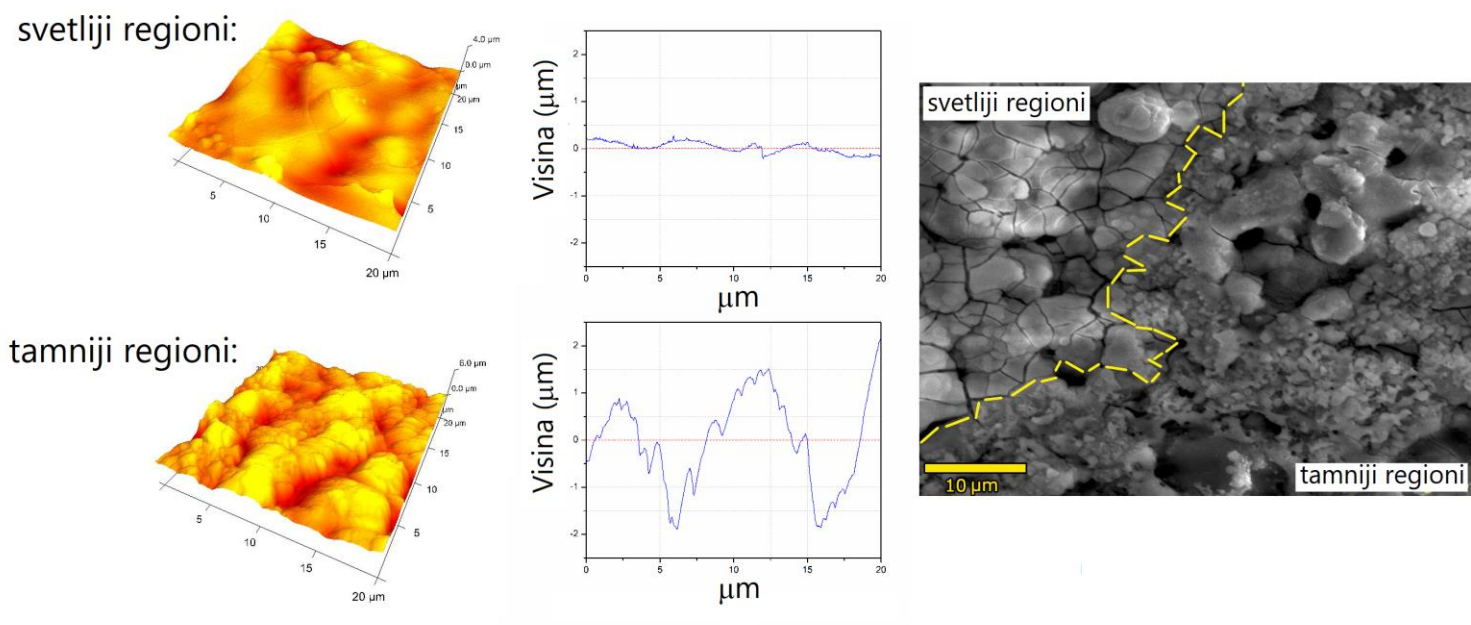 svetliji regioni:
4.0 µm
0.0 µm
µm
20 µm
15
10
5
5
10
15
20 µm
Visina (µm)
2
1
0
-1
-2
0
5
10
15
20
µm
svetliji regioni
10 µm
tamniji regioni
tamniji regioni:
6.0 µm
0.0 µm
µm
20 µm
15
10
5
5
10
15
20 µm
Visina (µm)
2
1
0
-1
-2
0
5
10
15
20
µm